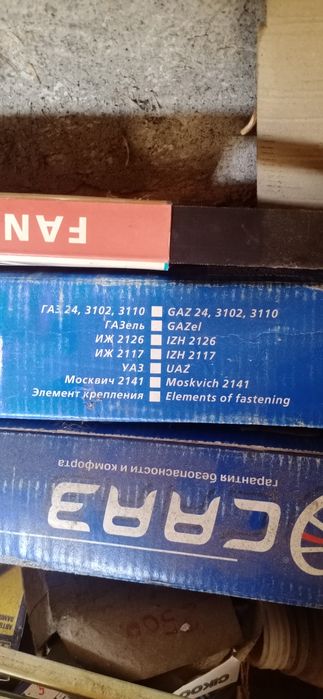 FAN
ГАЗ 24, 3102, 3110 GAZ 24, 3102, 3110
ГАЗель GAZel
ИЖ 2126 IZH 2126
ИЖ 2117 IZH 2117
УАЗ UAZ
Москвич 2141 Moskvich 2141
Элемент крепления Elements of fastening
гарантия безопасности и комфорта
СААЗ